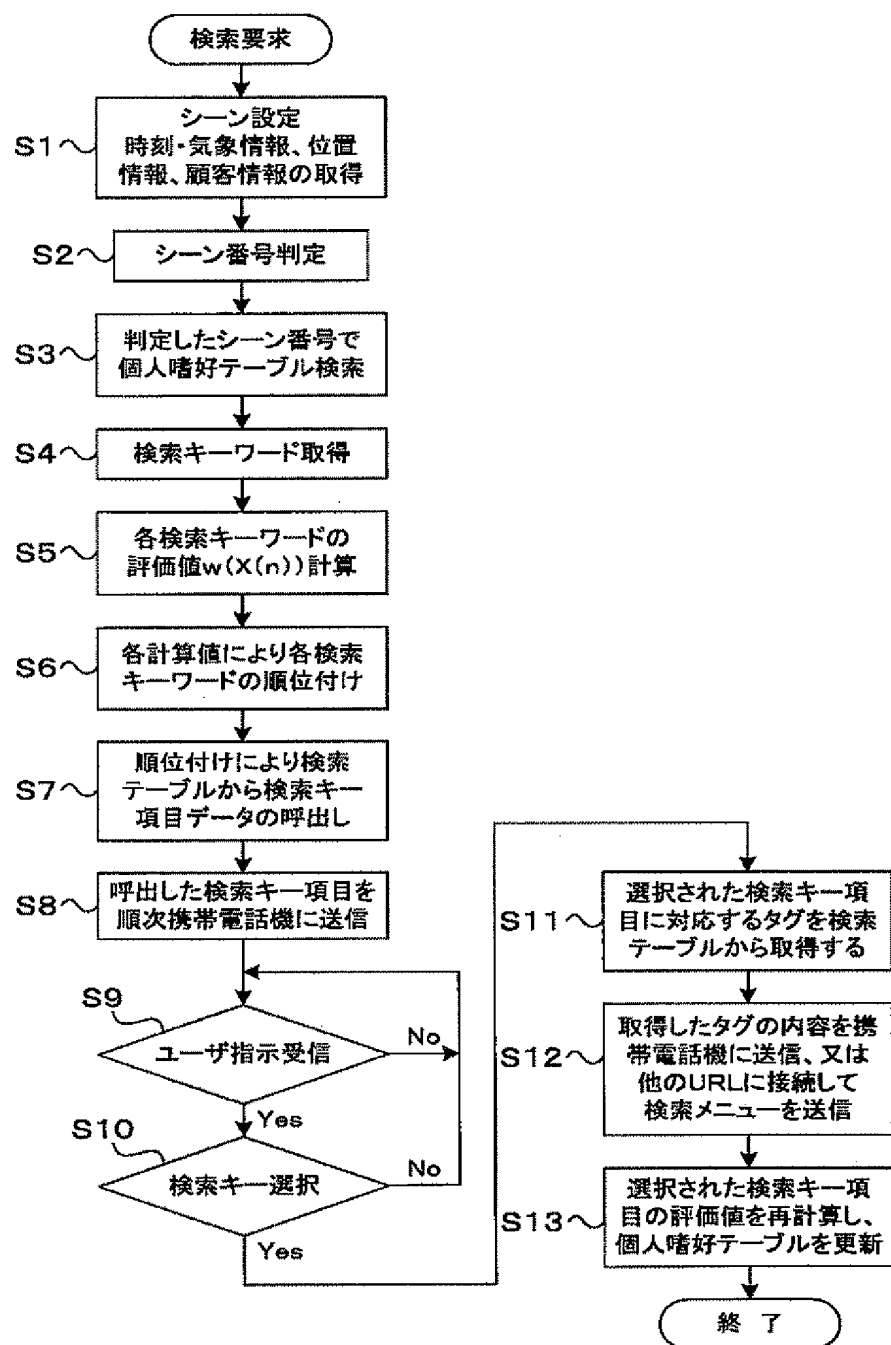 検索要求
S1
シーン設定
時刻・気象情報、位置
情報、顧客情報の取得
S2
シーン番号判定
S3
判定したシーン番号で
個人嗜好テーブル検索
S4
検索キーワード取得
S5
各検索キーワードの
評価値w(X(n))計算
S6
各計算値により各検索
キーワードの順位付け
S7
順位付けにより検索
テーブルから検索キー
項目データの呼出し
S8
呼出した検索キー項目を
順次携帯電話機に送信
S9
ユーザ指示受信
No
Yes
S10
検索キー選択
No
Yes
S11
選択された検索キー項
目に対応するタグを検索
テーブルから取得する
S12
取得したタグの内容を携
帯電話機に送信、又は
他のURLに接続して
検索メニューを送信
S13
選択された検索キー項
目の評価値を再計算し、
個人嗜好テーブルを更新
終了